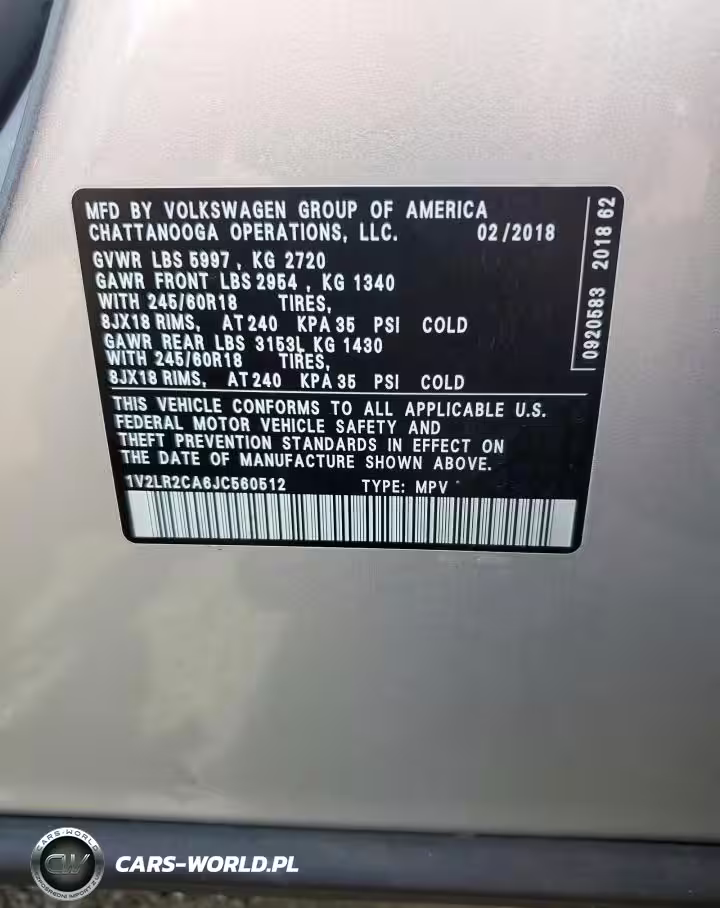 MFD BY VOLKSWAGEN GROUP OF AMERICA
CHATTANOOGA OPERATIONS, LLC. 02/2018
GVWR LBS 5997 , KG 2720
GAWR FRONT LBS 2954 , KG 1340
WITH 245/60R18 TIRES,
8JX18 RIMS, AT 240 KPA 35 PSI COLD
GAWR REAR LBS 3153L KG 1430
WITH 245/60R18 TIRES,
8JX18 RIMS, AT 240 KPA 35 PSI COLD
THIS VEHICLE CONFORMS TO ALL APPLICABLE U.S.
FEDERAL MOTOR VEHICLE SAFETY AND
THEFT PREVENTION STANDARDS IN EFFECT ON
THE DATE OF MANUFACTURE SHOWN ABOVE.
1V2LR2CA6JC560512 TYPE: MPV
0920583 2018 62
CARS-WORLD
CW
CARS-WORLD.PL